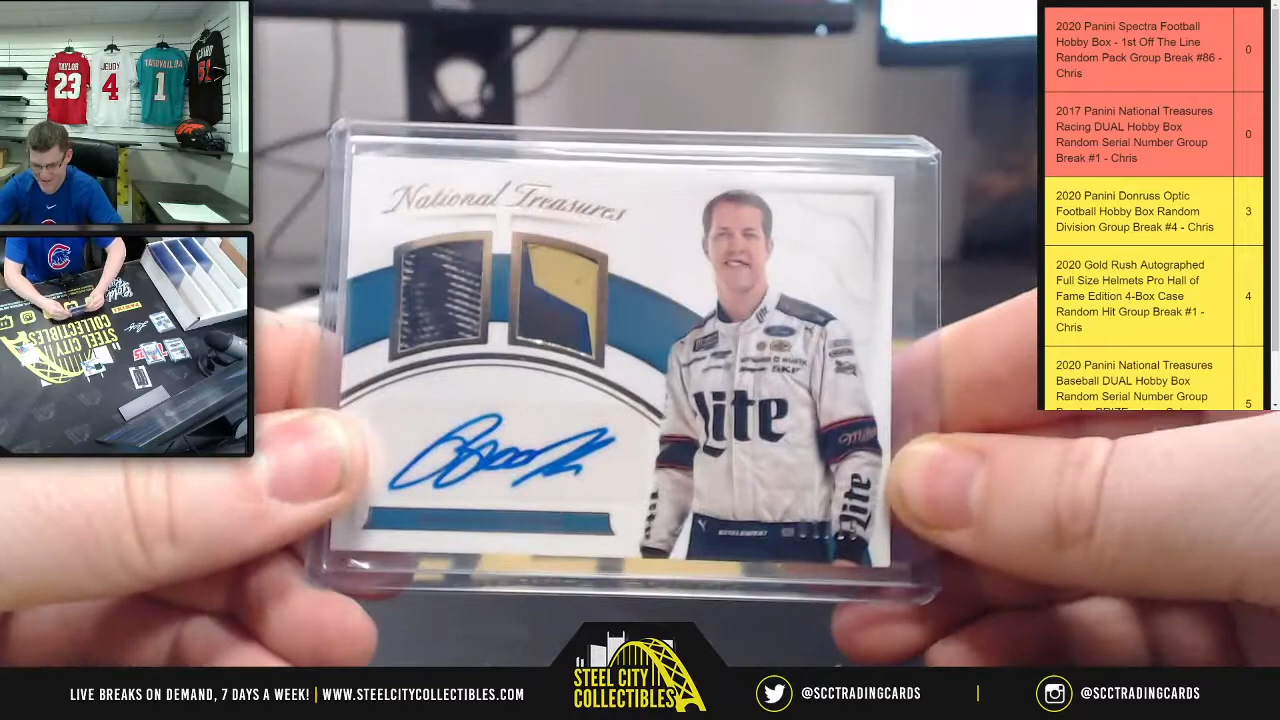 TAYLOR
23
JEUDY
4
TAGOVAILOA
1
National Treasures
Lite
Lite
2020 Panini Spectra Football
Hobby Box - 1st Off The Line
Random Pack Group Break #86 -
Chris
0
2017 Panini National Treasures
Racing DUAL Hobby Box
Random Serial Number Group
Break #1 - Chris
0
2020 Panini Donruss Optic
Football Hobby Box Random
Division Group Break #4 - Chris
3
2020 Gold Rush Autographed
Full Size Helmets Pro Hall of
Fame Edition 4-Box Case
Random Hit Group Break #1 -
Chris
4
2020 Panini National Treasures
Baseball DUAL Hobby Box
Random Serial Number Group
5
STEEL CITY
COLLECTIBLES
LIVE BREAKS ON DEMAND, 7 DAYS A WEEK! | WWW.STEELCITYCOLLECTIBLES.COM
STEEL CITY
COLLECTIBLES
@SCCTRADINGCARDS | @SCCTRADINGCARDS